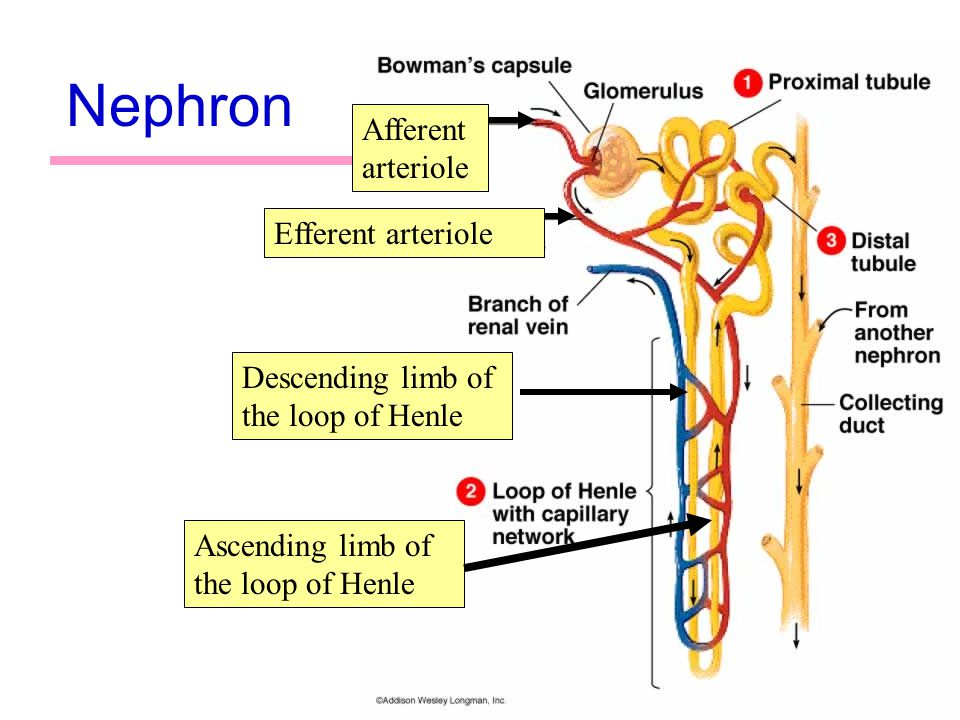 Nephron
Bowman's capsule
Glomerulus
1 Proximal tubule
Afferent
arteriole
Efferent arteriole
3 Distal
tubule
Branch of
renal vein
From
another
nephron
Descending limb of
the loop of Henle
Collecting
duct
2 Loop of Henle
with capillary
network
Ascending limb of
the loop of Henle
©Addison Wesley Longman, Inc.